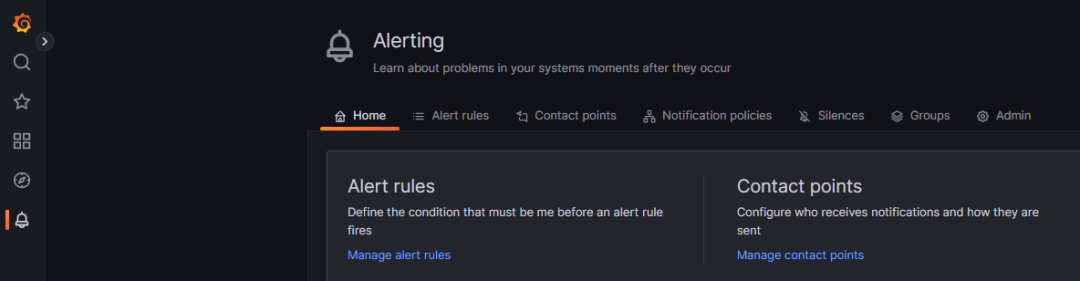 Alerting
Learn about problems in your systems moments after they occur
Home Alert rules Contact points Notification policies Silences Groups Admin
Alert rules
Define the condition that must be me before an alert rule
fires
Manage alert rules
Contact points
Configure who receives notifications and how they are
sent
Manage contact points